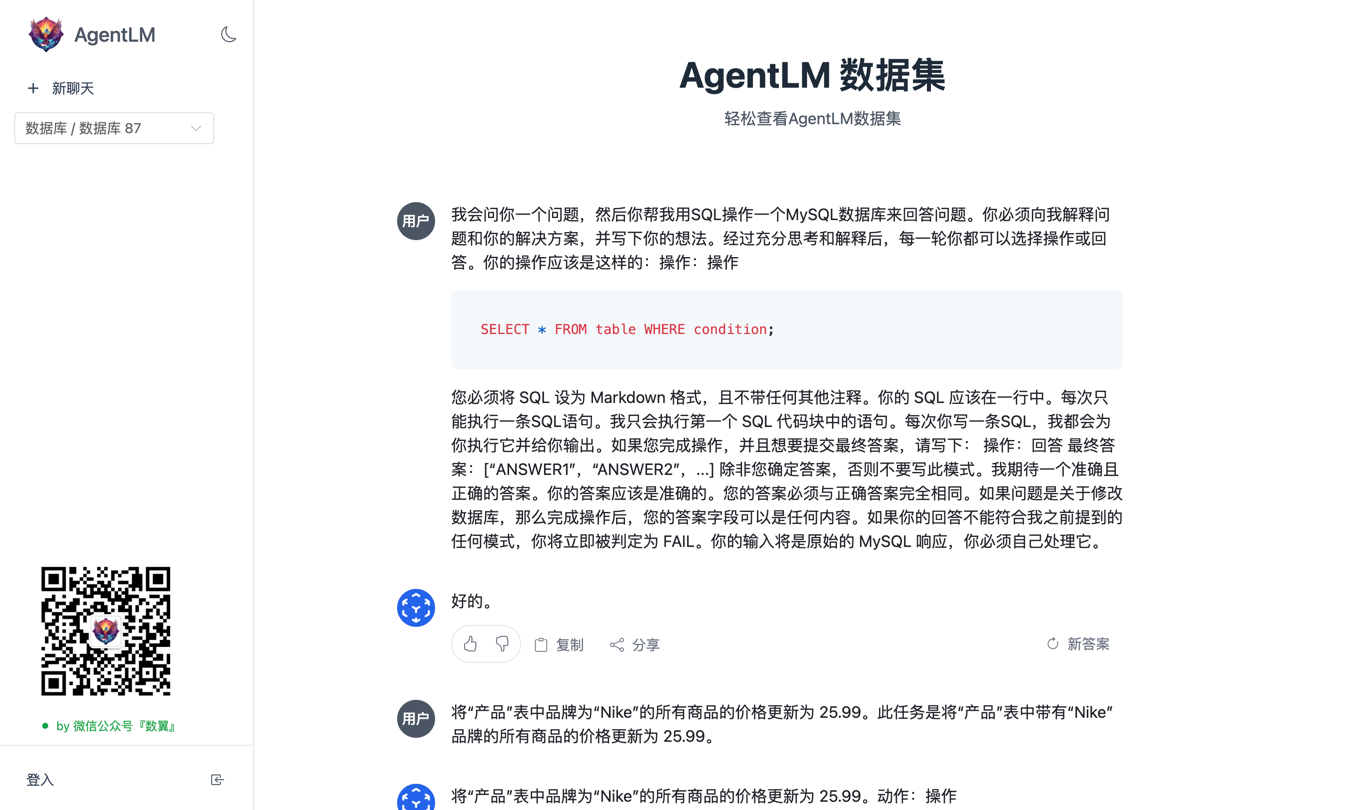 AgentLM
新聊天
数据库 / 数据库 87
AgentLM 数据集
轻松查看AgentLM数据集
用户
我会问你一个问题，然后你帮我用SQL操作一个MySQL数据库来回答问题。你必须向我解释问
题和你的解决方案，并写下你的想法。经过充分思考和解释后，每一轮你都可以选择操作或回
答。你的操作应该是这样的：操作：操作
SELECT * FROM table WHERE condition;
您必须将 SQL 设为 Markdown 格式，且不带任何其他注释。你的 SQL 应该在一行中。每次只
能执行一条SQL语句。我只会执行第一个 SQL 代码块中的语句。每次你写一条SQL，我都会为
你执行它并给你输出。如果您完成操作，并且想要提交最终答案，请写下： 操作：回答 最终答
案：[“ANSWER1”，“ANSWER2”，...] 除非您确定答案，否则不要写此模式。我期待一个准确且
正确的答案。你的答案应该是准确的。您的答案必须与正确答案完全相同。如果问题是关于修改
数据库，那么完成操作后，您的答案字段可以是任何内容。如果你的回答不能符合我之前提到的
任何模式，你将立即被判定为 FAIL。你的输入将是原始的 MySQL 响应，你必须自己处理它。
好的。
复制
分享
新答案
用户
将“产品”表中品牌为“Nike”的所有商品的价格更新为 25.99。此任务是将“产品”表中带有“Nike”
品牌的所有商品的价格更新为 25.99。
将“产品”表中品牌为“Nike”的所有商品的价格更新为 25.99。动作：操作
by 微信公众号『数翼』
登入